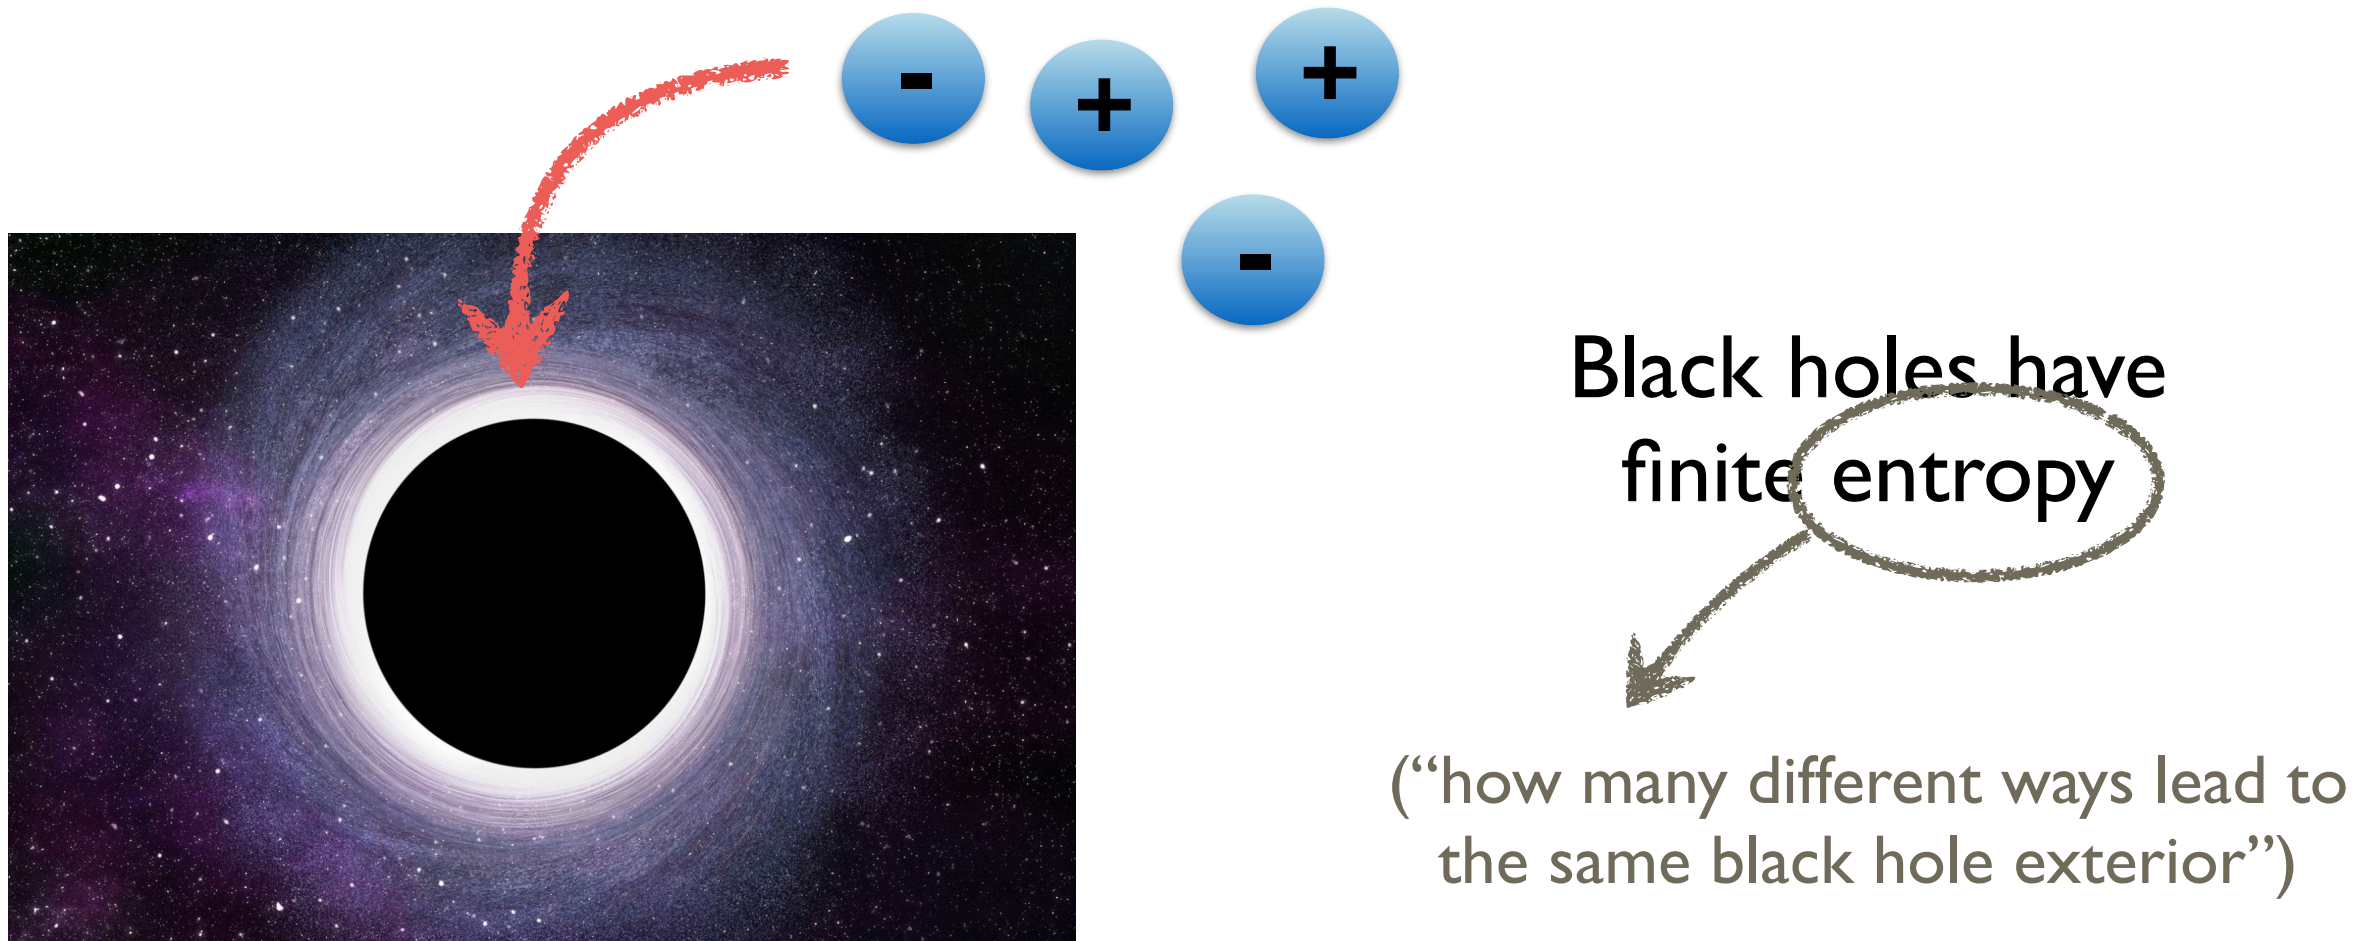 -
+
+
-
Black holes have
finite entropy
(“how many different ways lead to
the same black hole exterior”)